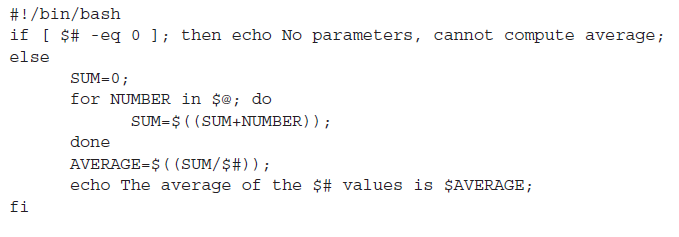 #!/bin/bash
if [ $# -eq 0 ]; then echo No parameters, cannot compute average;
else
SUM=0;
for NUMBER in $@; do
SUM=$((SUM+NUMBER));
done
AVERAGE=$((SUM/$#));
echo The average of the $# values is $AVERAGE;
fi